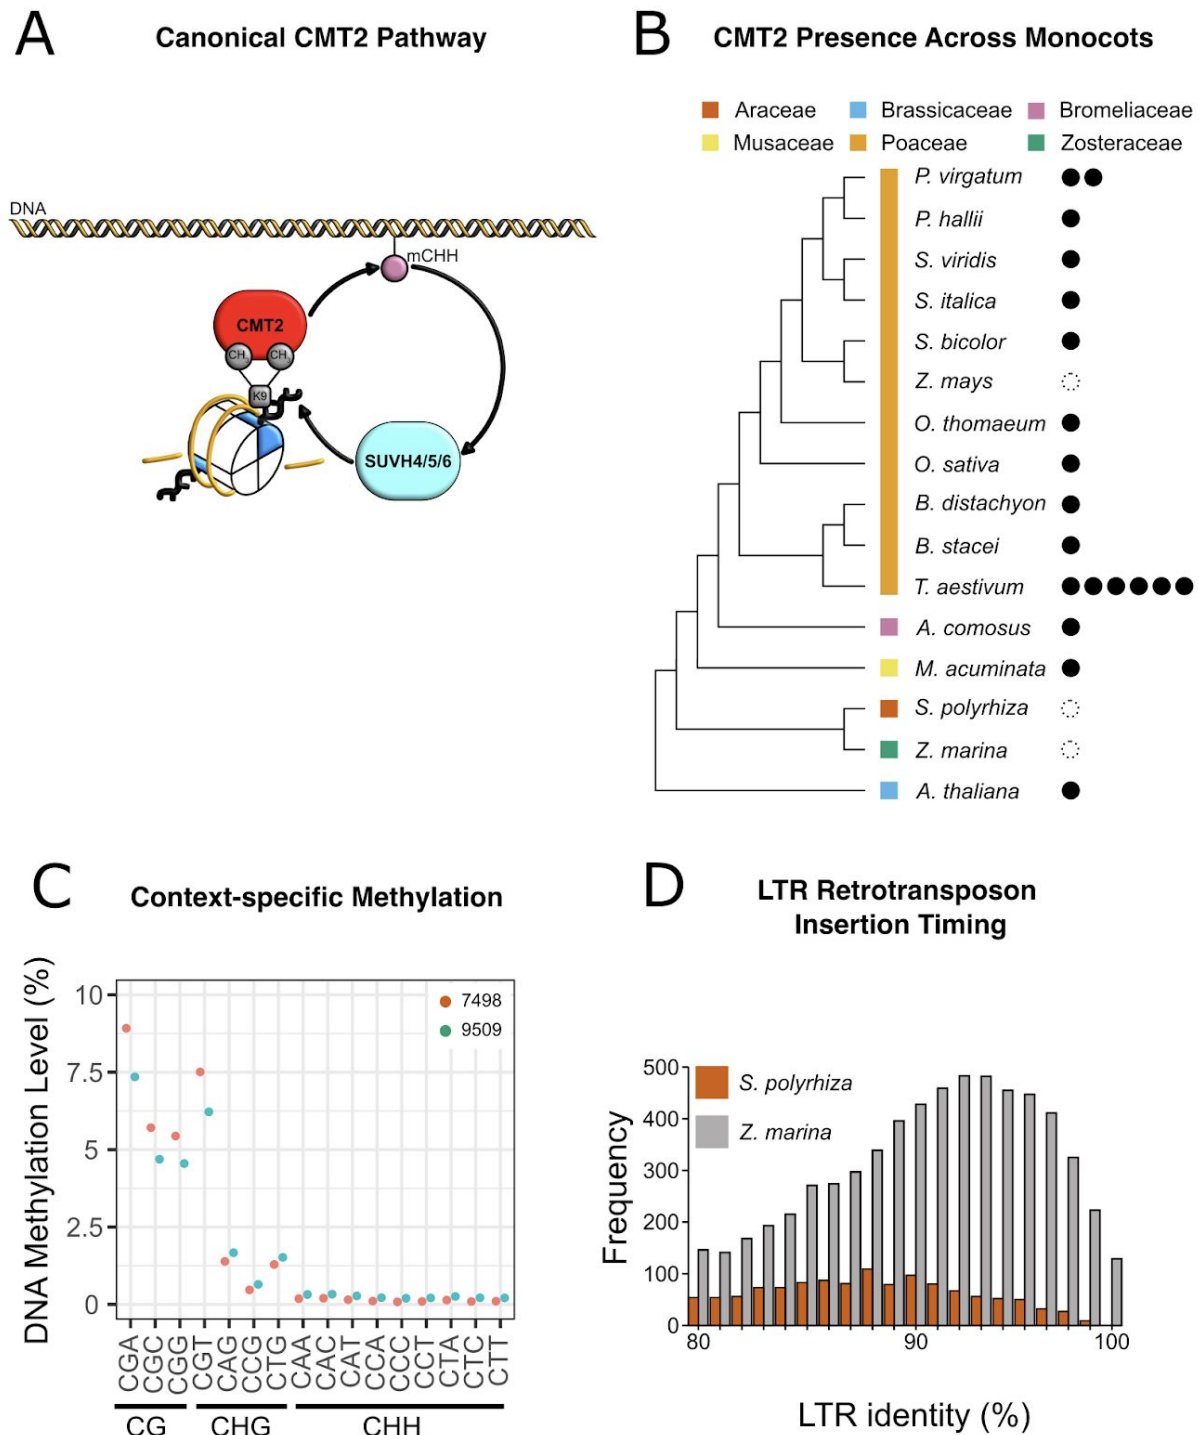 A
Canonical CMT2 Pathway
DNA
mCHH
CMT2
CH3 CH3
K9
SUVH4/5/6
B
CMT2 Presence Across Monocots
Araceae Brassicaceae Bromeliaceae
Musaceae Poaceae Zosteraceae
P. virgatum
P. hallii
S. viridis
S. italica
S. bicolor
Z. mays
O. thomaeum
O. sativa
B. distachyon
B. stacei
T. aestivum
A. comosus
M. acuminata
S. polyrhiza
Z. marina
A. thaliana
C
Context-specific Methylation
DNA Methylation Level (%)
10
7.5
5
2.5
0
7498
9509
CGA CGC CGG CGT CAG CCG CTG CAA CAC CAT CCA CCC CCT CTA CTC CTT
CG CHG CHH
D
LTR Retrotransposon
Insertion Timing
Frequency
500
400
300
200
100
0
S. polyrhiza
Z. marina
80 90 100
LTR identity (%)